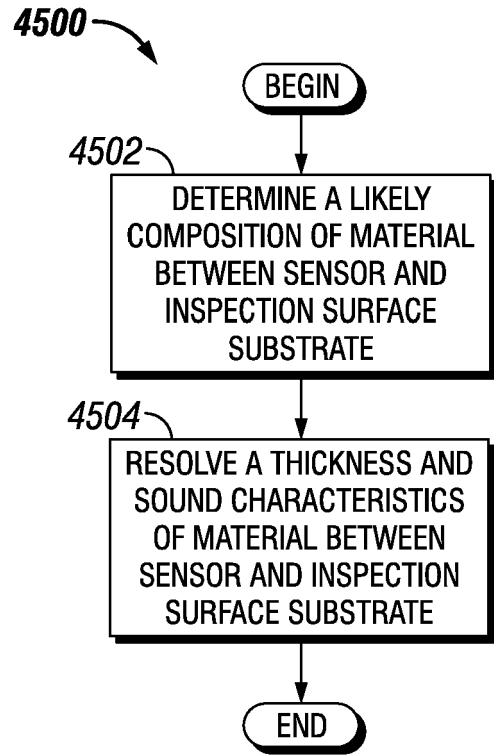 4500
BEGIN
4502
DETERMINE A LIKELY
COMPOSITION OF MATERIAL
BETWEEN SENSOR AND
INSPECTION SURFACE
SUBSTRATE
4504
RESOLVE A THICKNESS AND
SOUND CHARACTERISTICS
OF MATERIAL BETWEEN
SENSOR AND INSPECTION
SURFACE SUBSTRATE
END